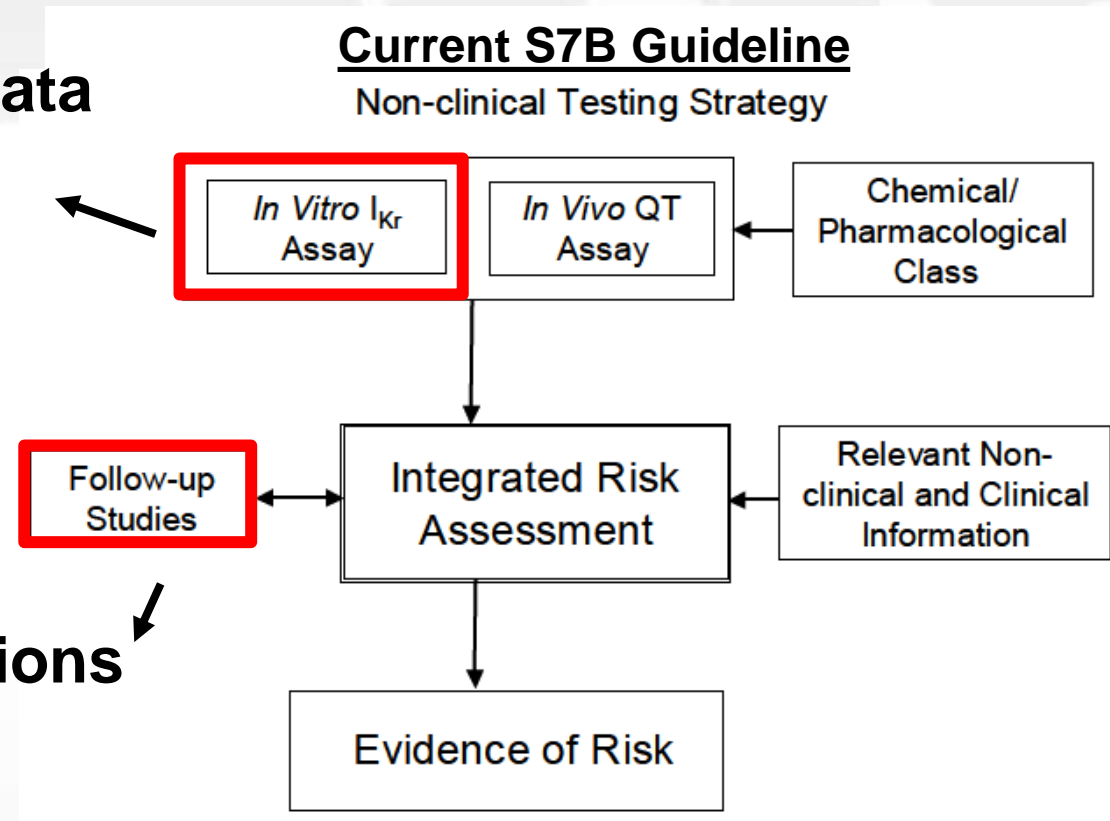 Current S7B Guideline
ata
Non-clinical Testing Strategy
In Vitro IKr
Assay
In Vivo QT
Assay
Chemical/
Pharmacological
Class
Follow-up
Studies
Integrated Risk
Assessment
Relevant Non-
clinical and Clinical
Information
ions
Evidence of Risk